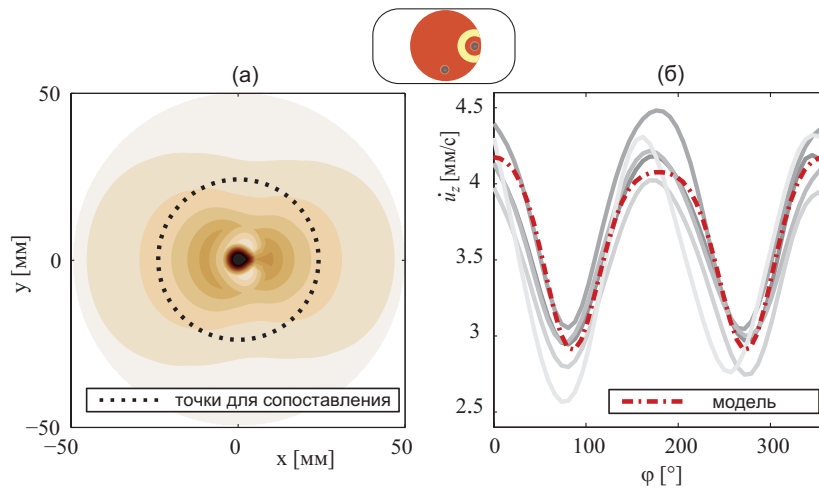 (а)
(б)
50
0
−50
−50
0
50
y [мм]
x [мм]
точки для сопоставления
4.5
4
3.5
3
2.5
u̇z [мм/с]
0
100
200
300
φ [°]
модель